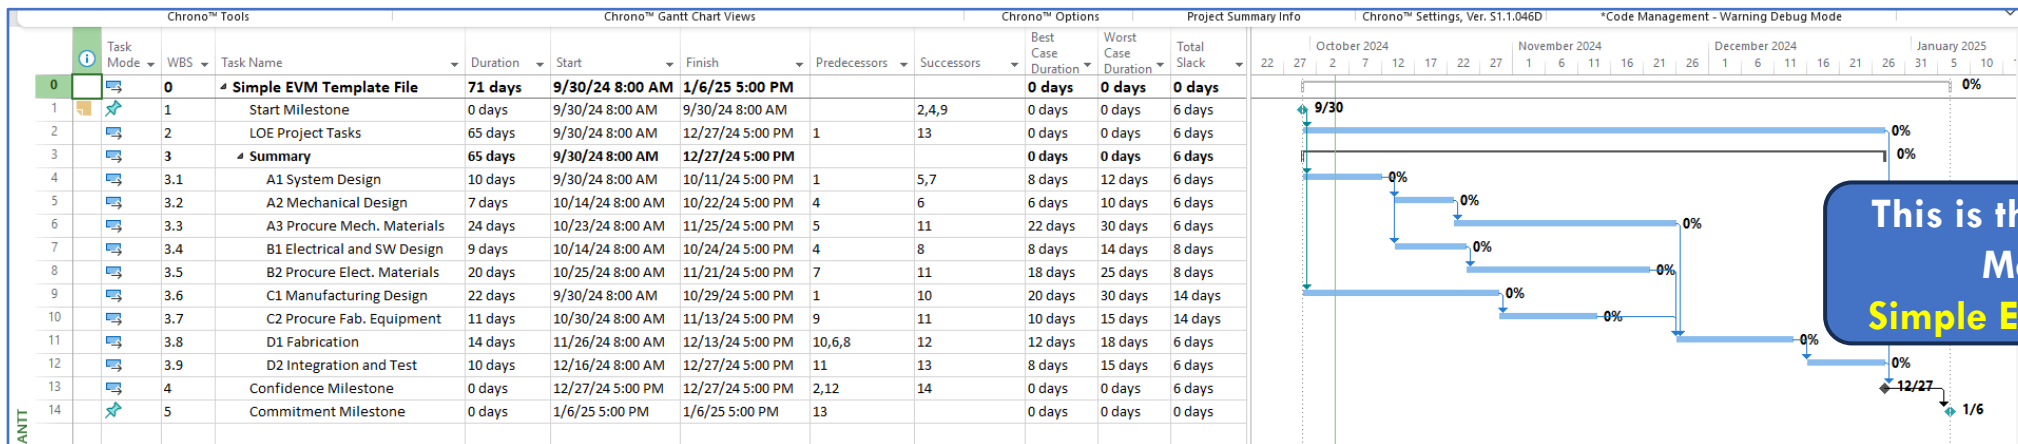 Chrono™ Tools Chrono™ Gantt Chart Views Chrono™ Options Project Summary Info Chrono™ Settings, Ver. S1.1.046D *Code Management - Warning Debug Mode
Task Mode WBS Task Name Duration Start Finish Predecessors Successors Best Case Duration Worst Case Duration Total Slack
October 2024 November 2024 December 2024 January 2025
22 27 2 7 12 17 22 27 1 6 11 16 21 26 1 6 11 16 21 26 31 5 10
0 0 Simple EVM Template File 71 days 9/30/24 8:00 AM 1/6/25 5:00 PM 0 days 0 days 0 days 0%
1 1 Start Milestone 0 days 9/30/24 8:00 AM 9/30/24 8:00 AM 2,4,9 0 days 0 days 6 days 9/30
2 2 LOE Project Tasks 65 days 9/30/24 8:00 AM 12/27/24 5:00 PM 1 13 0 days 0 days 6 days 0%
3 3 Summary 65 days 9/30/24 8:00 AM 12/27/24 5:00 PM 0 days 0 days 6 days 0%
4 3.1 A1 System Design 10 days 9/30/24 8:00 AM 10/11/24 5:00 PM 1 5,7 8 days 12 days 6 days 0%
5 3.2 A2 Mechanical Design 7 days 10/14/24 8:00 AM 10/22/24 5:00 PM 4 6 6 days 10 days 6 days 0%
6 3.3 A3 Procure Mech. Materials 24 days 10/23/24 8:00 AM 11/25/24 5:00 PM 5 11 22 days 30 days 6 days 0%
7 3.4 B1 Electrical and SW Design 9 days 10/14/24 8:00 AM 10/24/24 5:00 PM 4 8 8 days 14 days 8 days 0%
8 3.5 B2 Procure Elect. Materials 20 days 10/25/24 8:00 AM 11/21/24 5:00 PM 7 11 18 days 25 days 8 days 0%
9 3.6 C1 Manufacturing Design 22 days 9/30/24 8:00 AM 10/29/24 5:00 PM 1 10 20 days 30 days 14 days 0%
10 3.7 C2 Procure Fab. Equipment 11 days 10/30/24 8:00 AM 11/13/24 5:00 PM 9 11 10 days 15 days 14 days 0%
11 3.8 D1 Fabrication 14 days 11/26/24 8:00 AM 12/13/24 5:00 PM 10,6,8 12 12 days 18 days 6 days 0%
12 3.9 D2 Integration and Test 10 days 12/16/24 8:00 AM 12/27/24 5:00 PM 11 13 8 days 15 days 6 days 0%
13 4 Confidence Milestone 0 days 12/27/24 5:00 PM 12/27/24 5:00 PM 2,12 14 0 days 0 days 6 days 12/27
14 5 Commitment Milestone 0 days 1/6/25 5:00 PM 1/6/25 5:00 PM 13 0 days 0 days 0 days 1/6
This is
Simple
ANTT